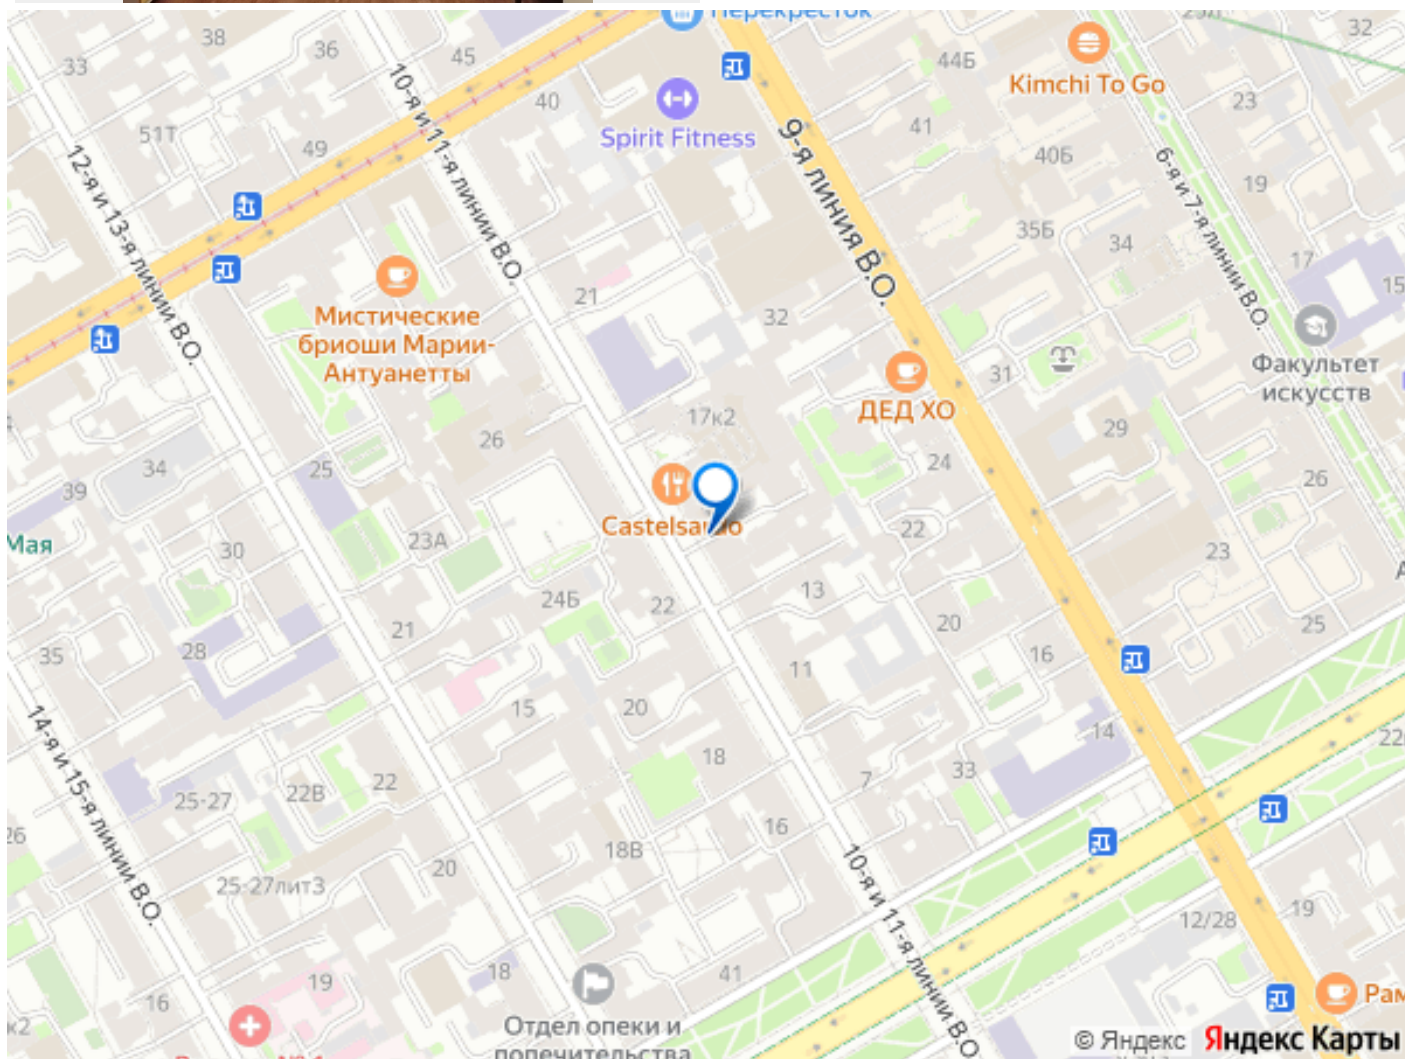 Перекресток
25Л
32
38
36
45
33
44Б
Kimchi To Go
40
23
Spirit Fitness
51Т
49
41
40Б
19
10-я и 11-я линии В.О.
9-я линия В.О.
6-я и 7-я линии В.О.
12-я и 13-я линии В.О.
35Б
34
17
15
21
32
Мистические
бриоши Марии-
Антуанетты
31
Факультет
искусств
ДЕД ХО
17к2
29
26
24
34
25
39
26
Castelsardo
22
23А
Мая
30
23
24Б
22
13
20
21
28
25
35
16
11
15
20
14
22
18
33
7
14-я и 15-я линии В.О.
25-27
22В
22
26
16
18В
20
10-я и 11-я линии В.О.
25-27лит3
12/28
19
18
41
19
16
Рам
к2
Отдел опеки и
попечительства
© Яндекс Яндекс Карты